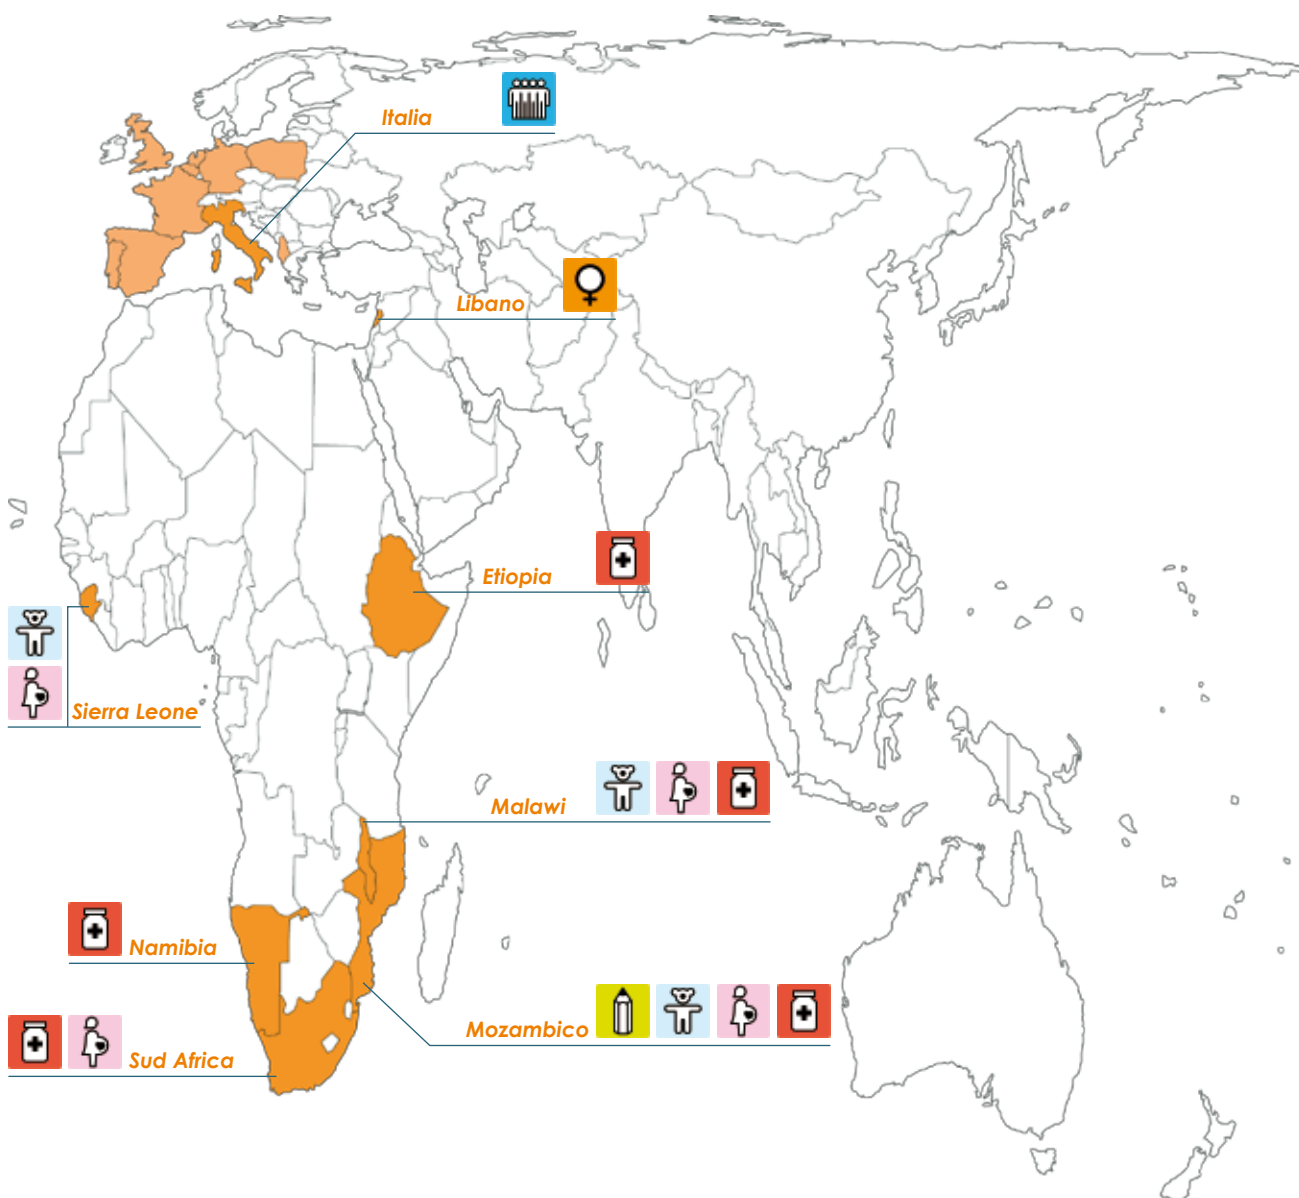 Italia
Libano
Etiopia
Sierra Leone
Malawi
Namibia
Mozambico
Sud Africa